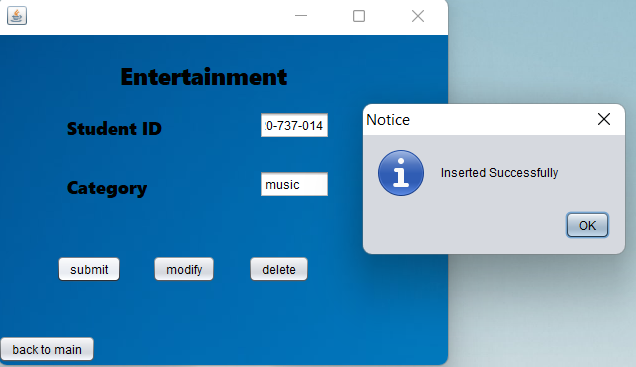 Entertainment
Student ID
0-737-014
Category
music
submit
modify
delete
back to main
Notice
Inserted Successfully
OK